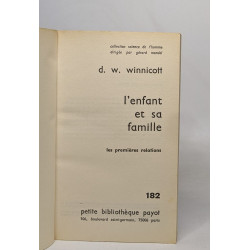 collection science de l'homme
dirigée par gérard mendel
d. w. winnicott
l'enfant
et sa
famille
les premières relations
182
petite bibliothèque payot
106, boulevard saint-germain, 75006 paris